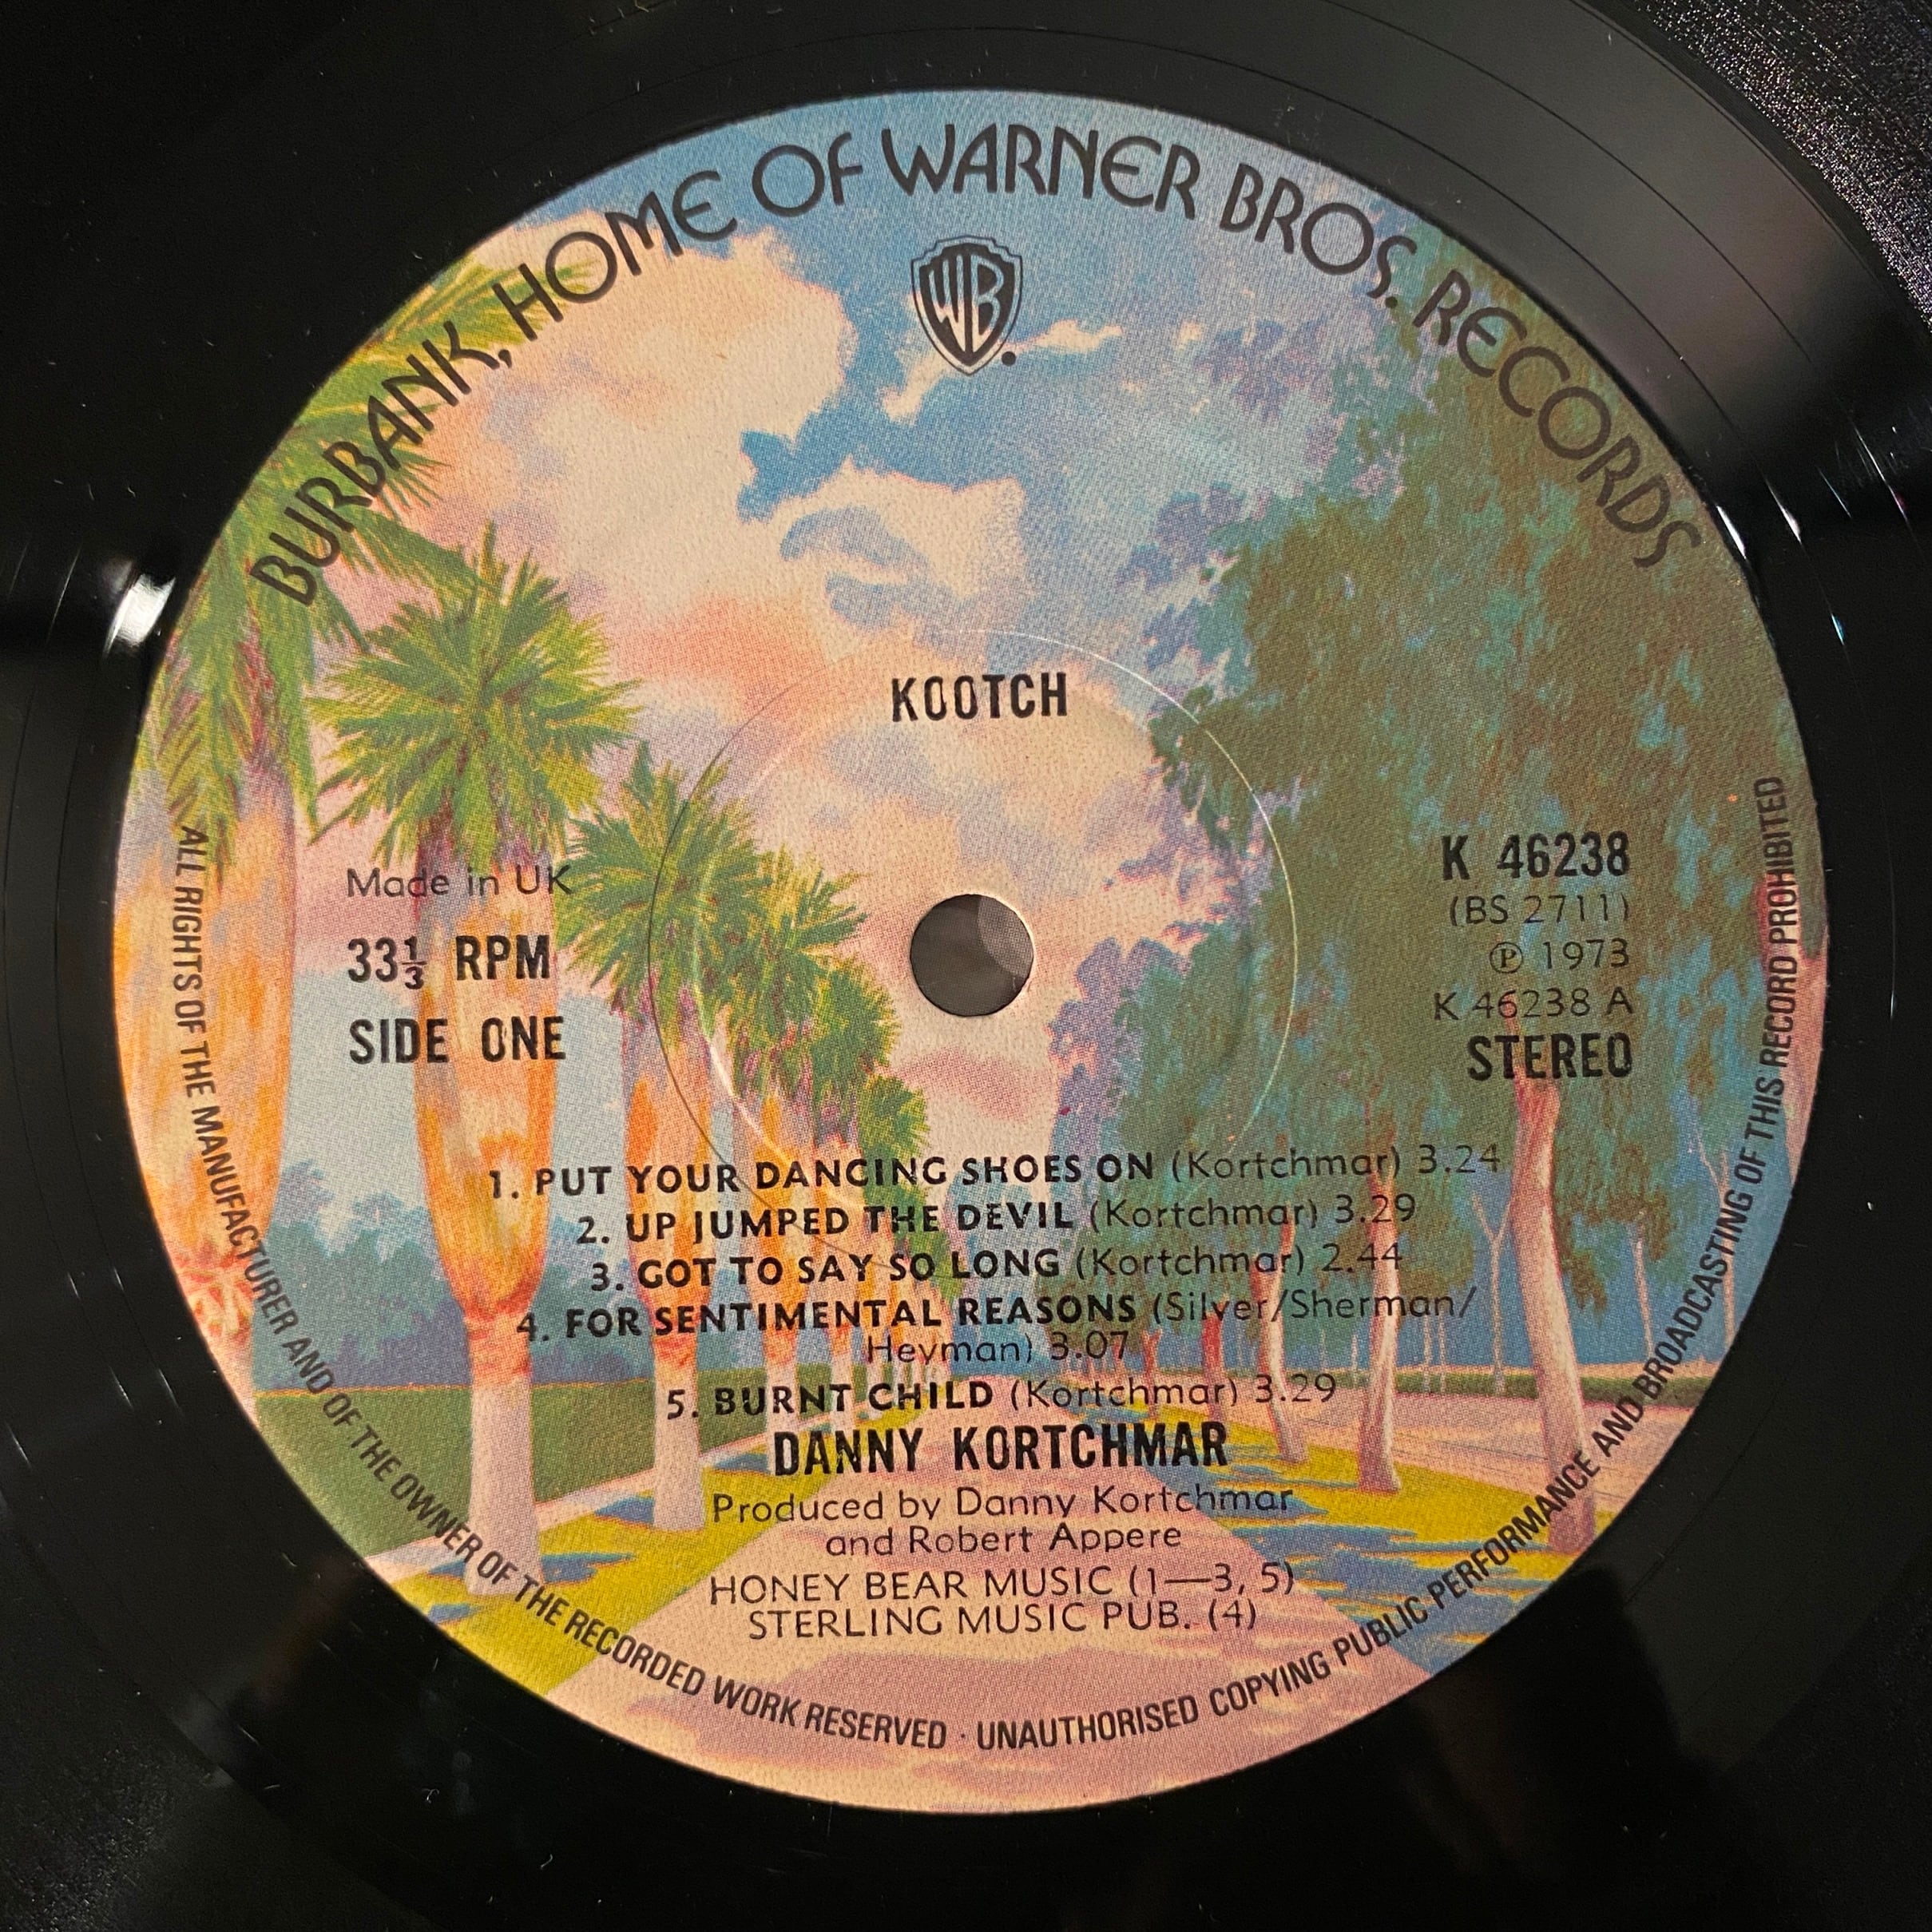 BURBANK, HOME OF WARNER BROS. RECORDS
WB
KOOTCH
Made in UK
33⅓ RPM
SIDE ONE
K 46238
(BS 2711)
℗ 1973
K 46238 A
STEREO
1. PUT YOUR DANCING SHOES ON (Kortchmar) 3.24
2. UP JUMPED THE DEVIL (Kortchmar) 3.29
3. GOT TO SAY SO LONG (Kortchmar) 2.44
4. FOR SENTIMENTAL REASONS (Silver/Sherman/
Heyman) 3.07
5. BURNT CHILD (Kortchmar) 3.29
DANNY KORTCHMAR
Produced by Danny Kortchmar
and Robert Appere
HONEY BEAR MUSIC (1—3, 5)
STERLING MUSIC PUB. (4)
ALL RIGHTS OF THE MANUFACTURER AND OF THE OWNER OF THE RECORDED WORK RESERVED · UNAUTHORISED COPYING PUBLIC PERFORMANCE AND BROADCASTING OF THIS RECORD PROHIBITED